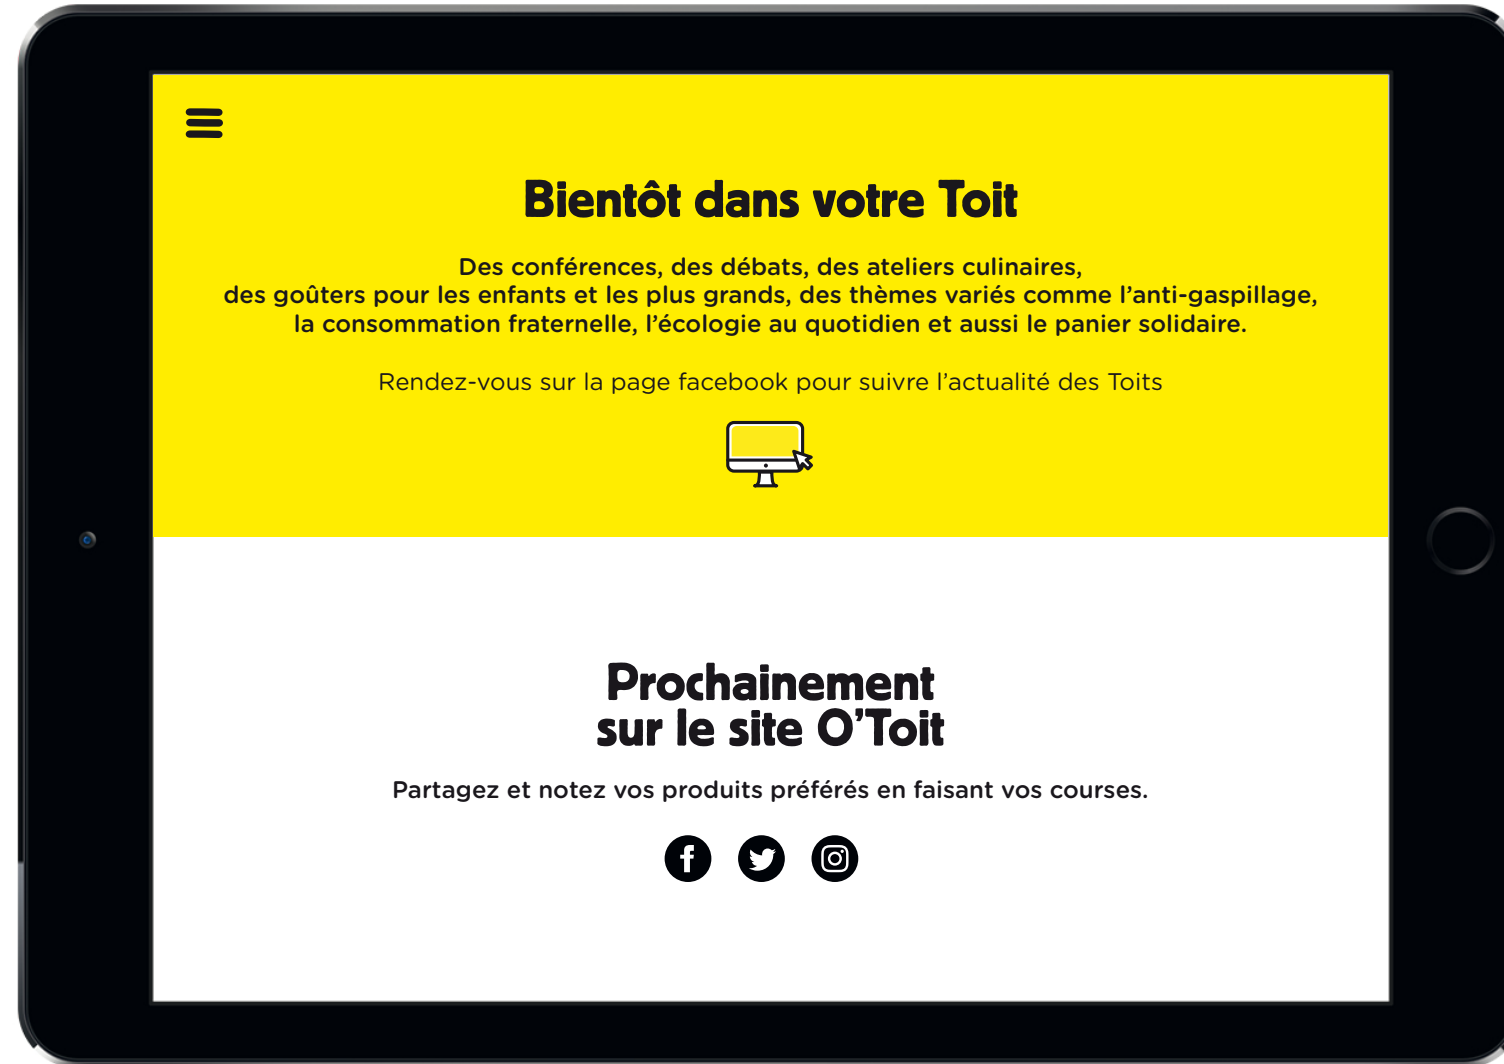 Bientôt dans votre Toit
Des conférences, des débats, des ateliers culinaires,
des goûters pour les enfants et les plus grands, des thèmes variés comme l’anti-gaspillage,
la consommation fraternelle, l’écologie au quotidien et aussi le panier solidaire.
Rendez-vous sur la page facebook pour suivre l’actualité des Toits
Prochainement
sur le site O’Toit
Partagez et notez vos produits préférés en faisant vos courses.